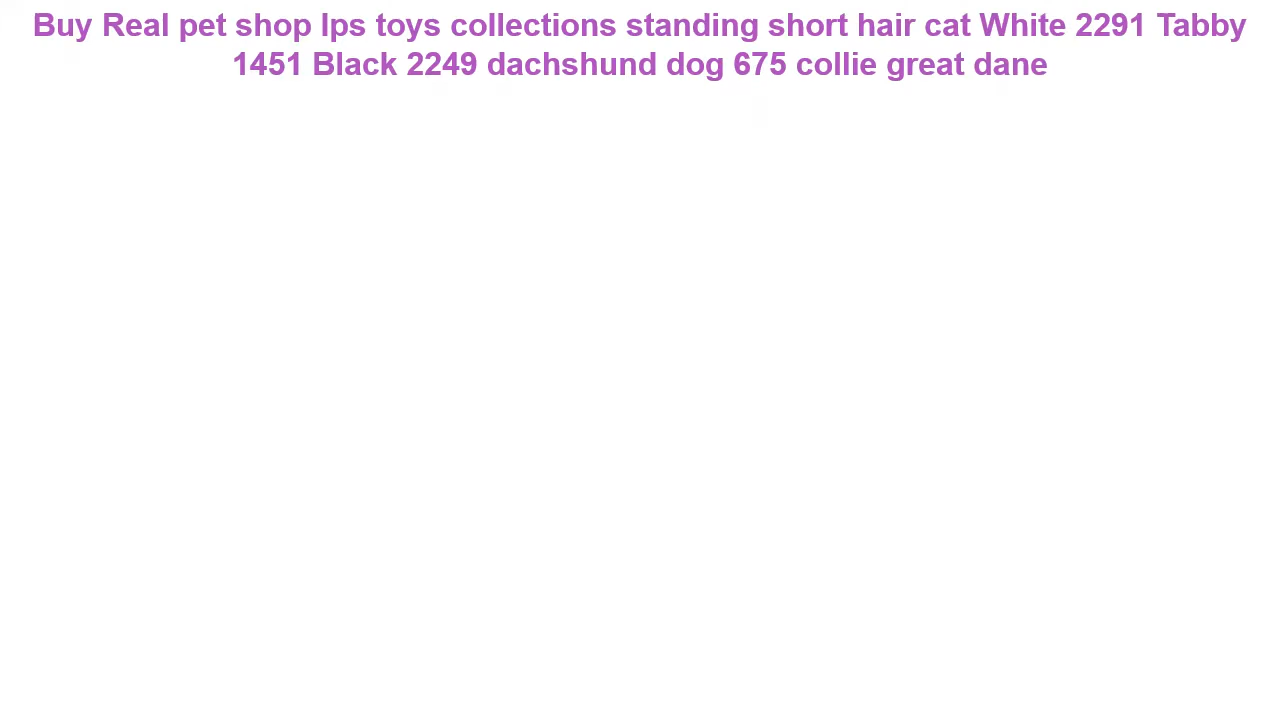 Buy Real pet shop lps toys collections standing short hair cat White 2291 Tabby
1451 Black 2249 dachshund dog 675 collie great dane